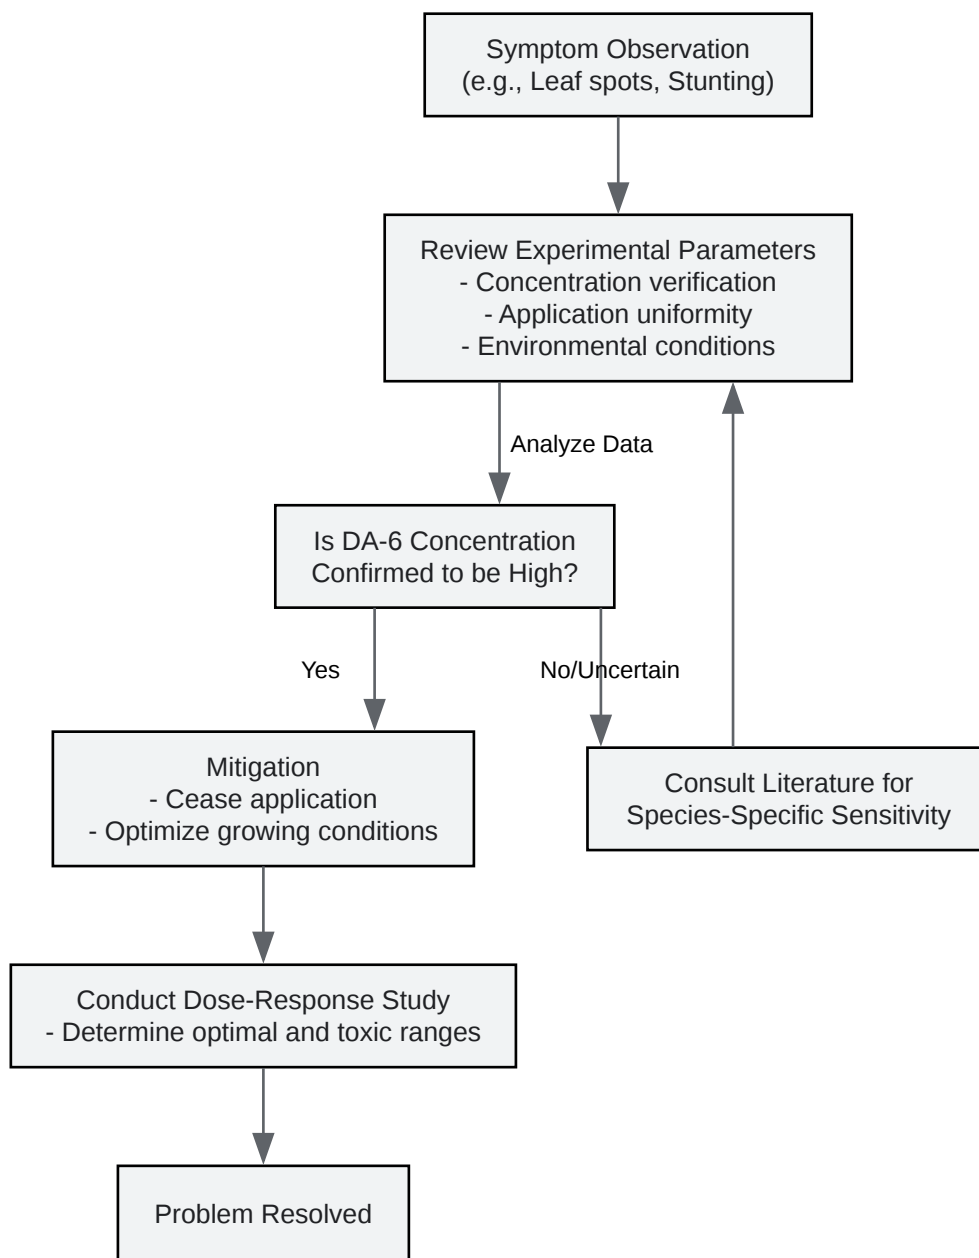 Symptom Observation
(e.g., Leaf spots, Stunting)
Review Experimental Parameters
- Concentration verification
- Application uniformity
- Environmental conditions
Analyze Data
Is DA-6 Concentration
Confirmed to be High?
Yes
No/Uncertain
Mitigation
- Cease application
- Optimize growing conditions
Consult Literature for
Species-Specific Sensitivity
Conduct Dose-Response Study
- Determine optimal and toxic ranges
Problem Resolved